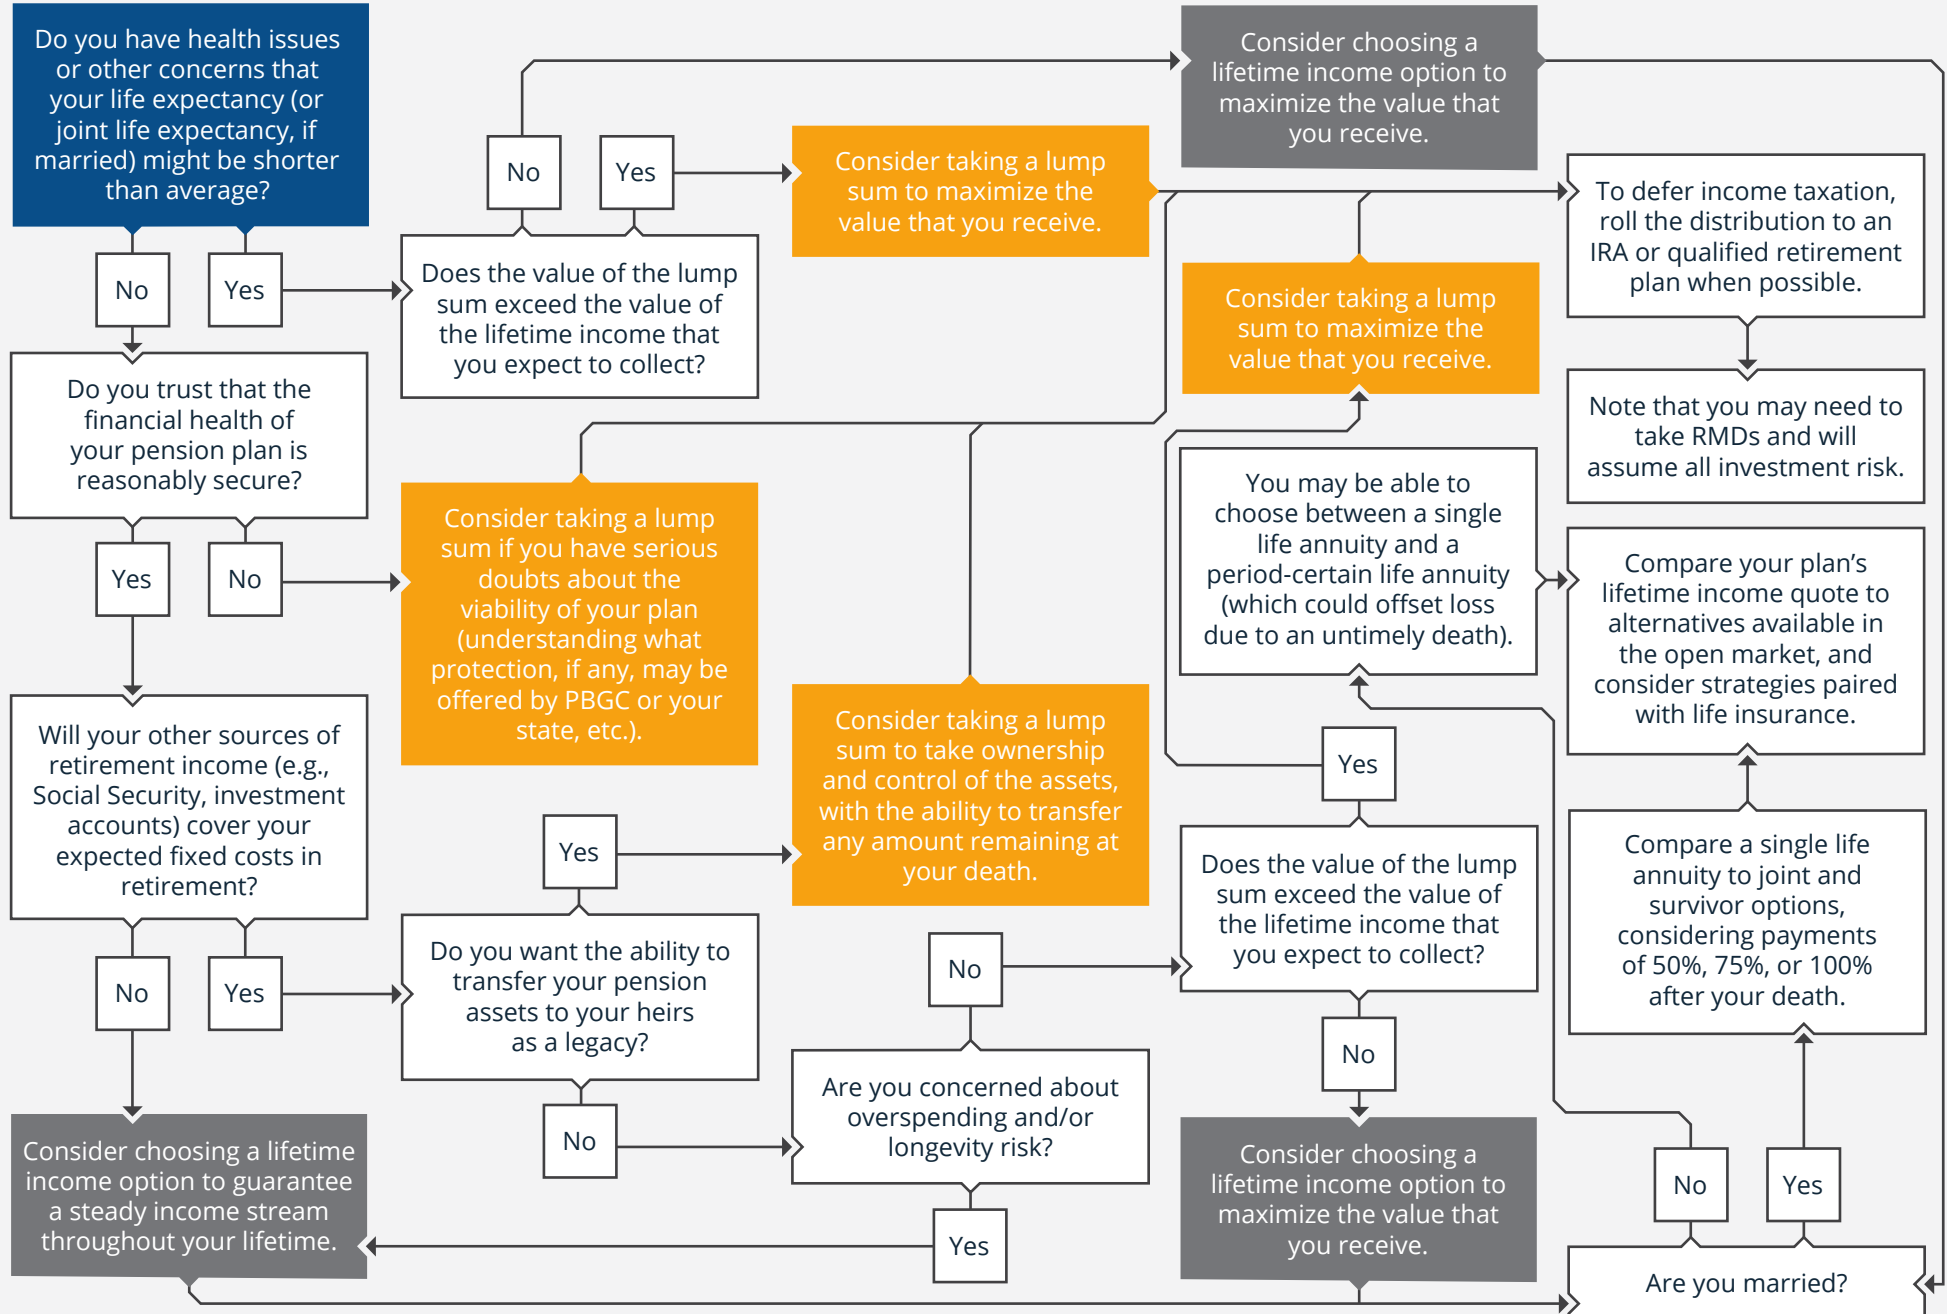 Do you have health issues
or other concerns that
your life expectancy (or
joint life expectancy, if
married) might be shorter
than average?
No
Yes
Does the value of the lump
sum exceed the value of
the lifetime income that
you expect to collect?
No
Yes
Consider taking a lump
sum to maximize the
value that you receive.
Consider choosing a
lifetime income option to
maximize the value that
you receive.
To defer income taxation,
roll the distribution to an
IRA or qualified retirement
plan when possible.
Consider taking a lump
sum to maximize the
value that you receive.
Note that you may need to
take RMDs and will
assume all investment risk.
Do you trust that the
financial health of
your pension plan is
reasonably secure?
Yes
No
Consider taking a lump
sum if you have serious
doubts about the
viability of your plan
(understanding what
protection, if any, may be
offered by PBGC or your
state, etc.).
You may be able to
choose between a single
life annuity and a
period-certain life annuity
(which could offset loss
due to an untimely death).
Compare your plan’s
lifetime income quote to
alternatives available in
the open market, and
consider strategies paired
with life insurance.
Will your other sources of
retirement income (e.g.,
Social Security, investment
accounts) cover your
expected fixed costs in
retirement?
No
Yes
Do you want the ability to
transfer your pension
assets to your heirs
as a legacy?
Yes
No
Consider taking a lump
sum to take ownership
and control of the assets,
with the ability to transfer
any amount remaining at
your death.
Are you concerned about
overspending and/or
longevity risk?
No
Yes
Does the value of the lump
sum exceed the value of
the lifetime income that
you expect to collect?
Yes
No
Compare a single life
annuity to joint and
survivor options,
considering payments
of 50%, 75%, or 100%
after your death.
Consider choosing a lifetime
income option to guarantee
a steady income stream
throughout your lifetime.
Consider choosing a
lifetime income option to
maximize the value that
you receive.
No
Yes
Are you married?